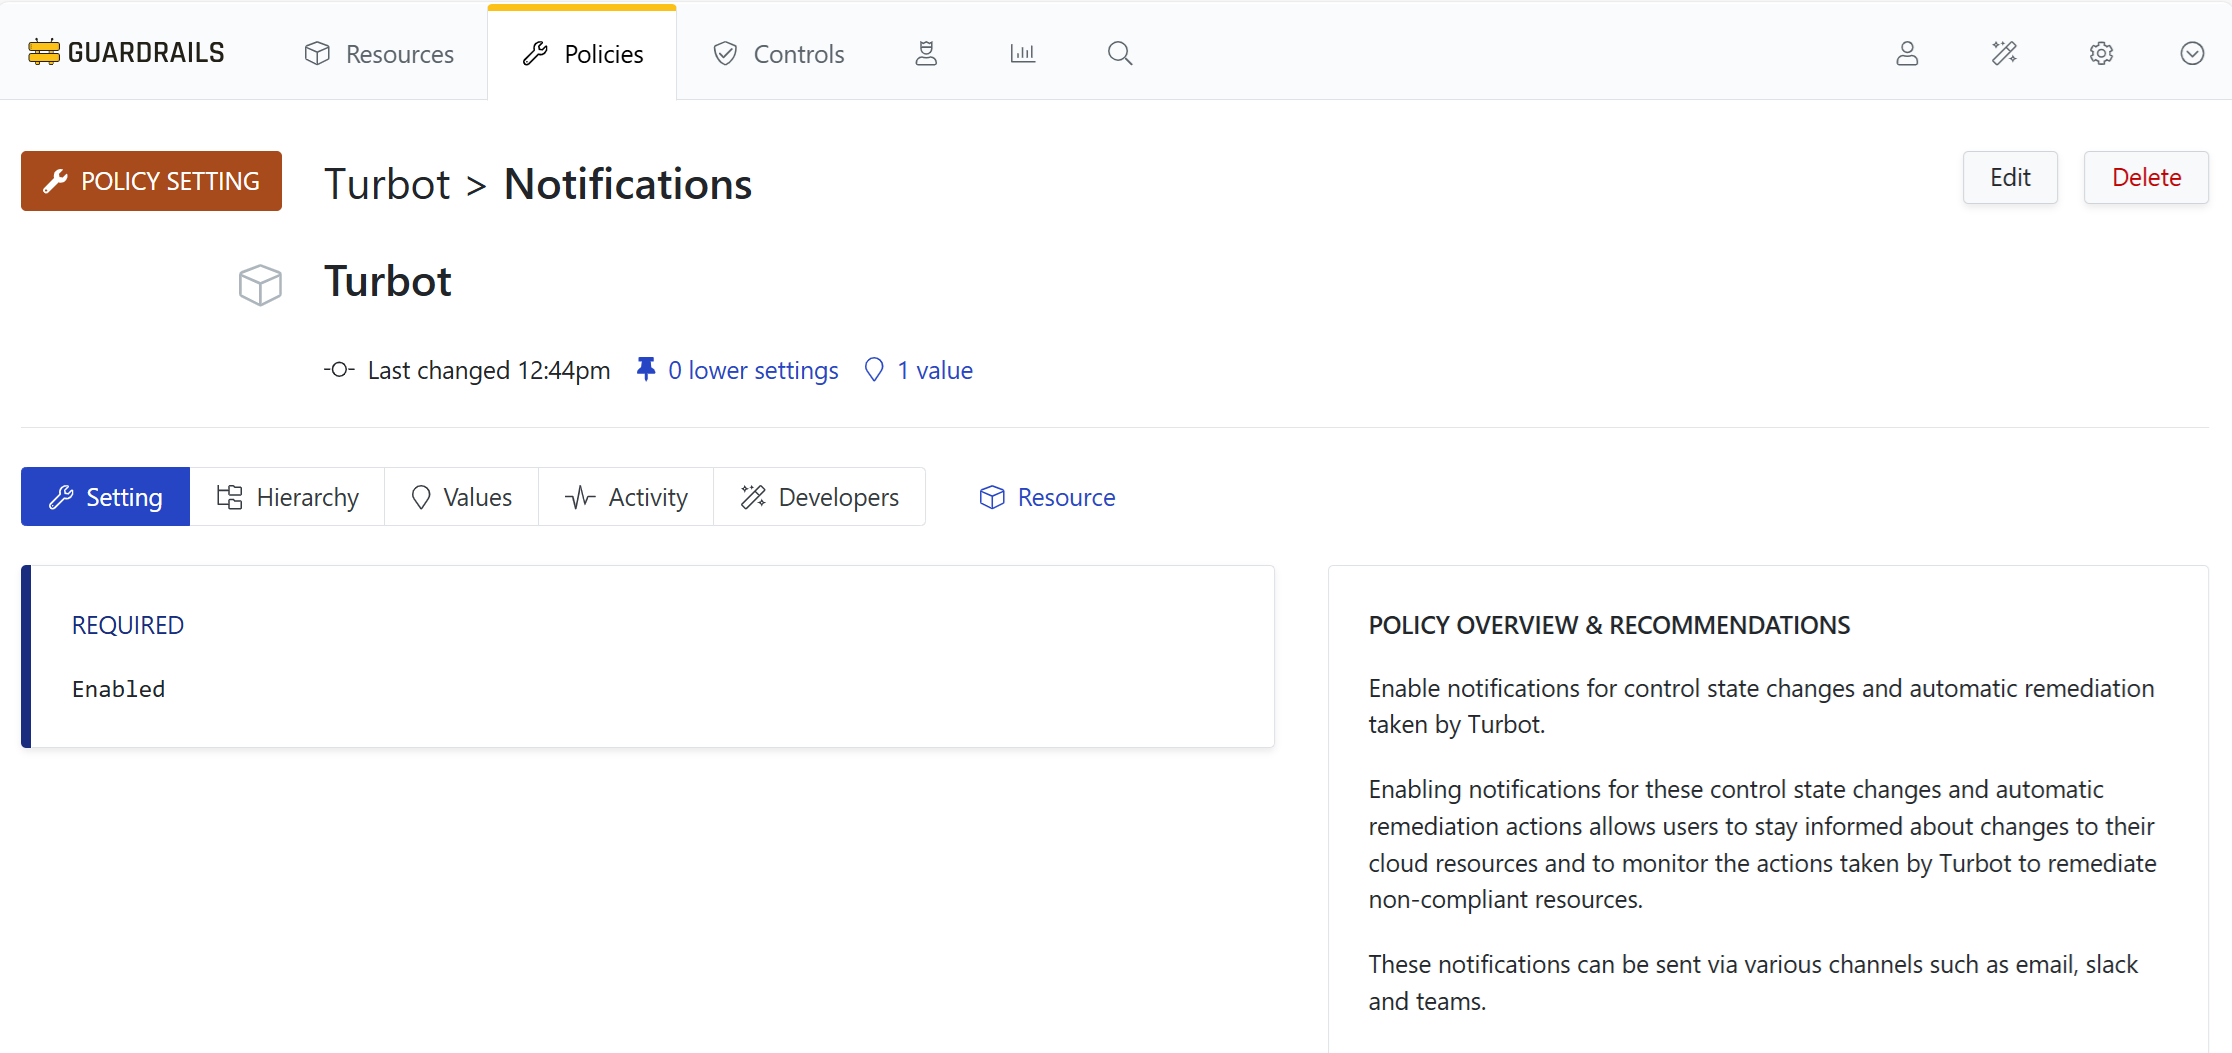 GUARDRAILS
Resources
Policies
Controls
POLICY SETTING
Turbot > Notifications
Edit
Delete
Turbot
Last changed 12:44pm
0 lower settings
1 value
Setting
Hierarchy
Values
Activity
Developers
Resource
REQUIRED
Enabled
POLICY OVERVIEW & RECOMMENDATIONS
Enable notifications for control state changes and automatic remediation
taken by Turbot.
Enabling notifications for these control state changes and automatic
remediation actions allows users to stay informed about changes to their
cloud resources and to monitor the actions taken by Turbot to remediate
non-compliant resources.
These notifications can be sent via various channels such as email, slack
and teams.